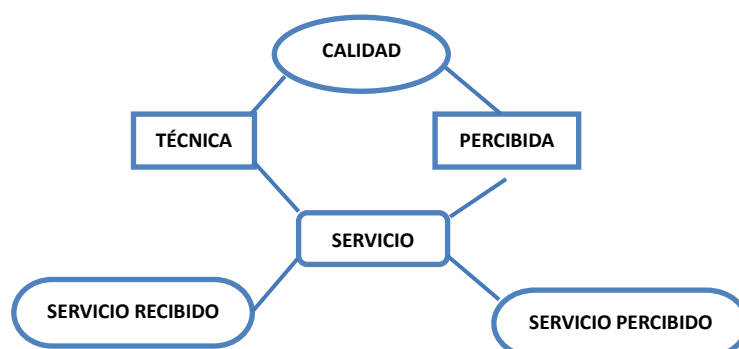 CALIDAD
TÉCNICA
PERCIBIDA
SERVICIO
SERVICIO RECIBIDO
SERVICIO PERCIBIDO